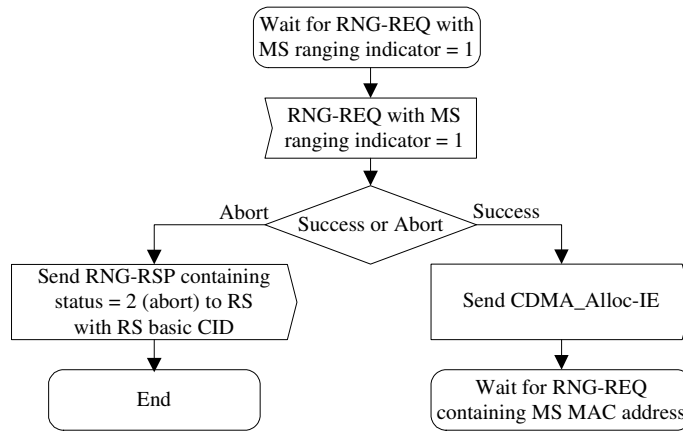 Wait for RNG-REQ with
MS ranging indicator = 1
RNG-REQ with MS
ranging indicator = 1
Success or Abort
Abort
Success
Send RNG-RSP containing
status = 2 (abort) to RS
with RS basic CID
Send CDMA_Alloc-IE
End
Wait for RNG-REQ
containing MS MAC address